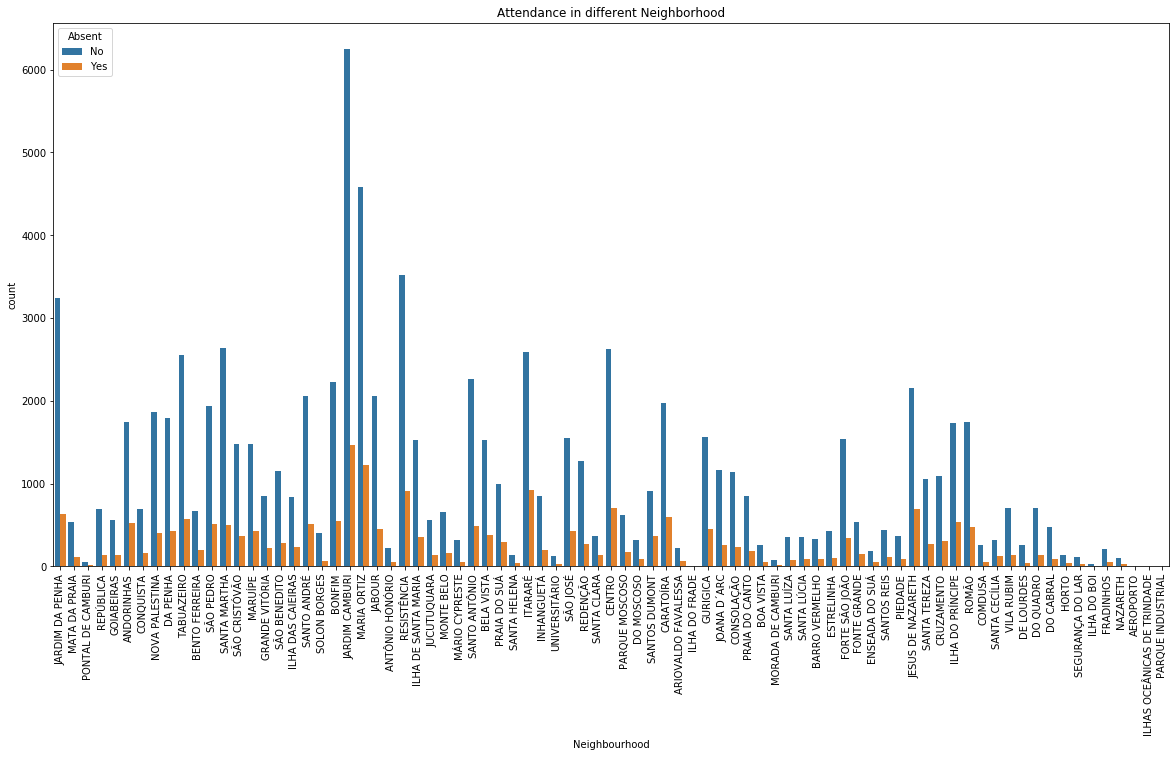 Attendance in different Neighborhood
Absent
No
Yes
6000
5000
4000
3000
2000
1000
0
count
JARDIM DA PENHA
MATA DA PRAIA
PONTAL DE CAMBURI
REPÚBLICA
GOIABEIRAS
ANDORINHAS
CONQUISTA
NOVA PALESTINA
DA PENHA
TABUAZEIRO
BENTO FERREIRA
SÃO PEDRO
SANTA MARTHA
SÃO CRISTÓVÃO
MARUÍPE
GRANDE VITÓRIA
SÃO BENEDITO
ILHA DAS CAIEIRAS
SANTO ANDRÉ
SOLON BORGES
BONFIM
JARDIM CAMBURI
MARIA ORTIZ
JABOUR
ANTÔNIO HONÓRIO
RESISTÊNCIA
ILHA DE SANTA MARIA
JUCUTUQUARA
MONTE BELO
MÁRIO CYPRESTE
SANTO ANTÔNIO
BELA VISTA
PRAIA DO SUÁ
SANTA HELENA
ITARARÉ
INHANGUETÁ
UNIVERSITÁRIO
SÃO JOSÉ
REDENÇÃO
SANTA CLARA
CENTRO
PARQUE MOSCOSO
DO MOSCOSO
SANTOS DUMONT
CARATOÍRA
ARIOVALDO FAVALESSA
ILHA DO FRADE
GURIGICA
JOANA D´ARC
CONSOLAÇÃO
PRAIA DO CANTO
BOA VISTA
MORADA DE CAMBURI
SANTA LUÍZA
SANTA LÚCIA
BARRO VERMELHO
ESTRELINHA
FORTE SÃO JOÃO
FONTE GRANDE
ENSEADA DO SUÁ
SANTOS REIS
PIEDADE
JESUS DE NAZARETH
SANTA TEREZA
CRUZAMENTO
ILHA DO PRÍNCIPE
ROMÃO
COMDUSA
SANTA CECÍLIA
VILA RUBIM
DE LOURDES
DO QUADRO
DO CABRAL
HORTO
SEGURANÇA DO LAR
ILHA DO BOI
FRADINHOS
NAZARETH
AEROPORTO
ILHAS OCEÂNICAS DE TRINDADE
PARQUE INDUSTRIAL
Neighbourhood